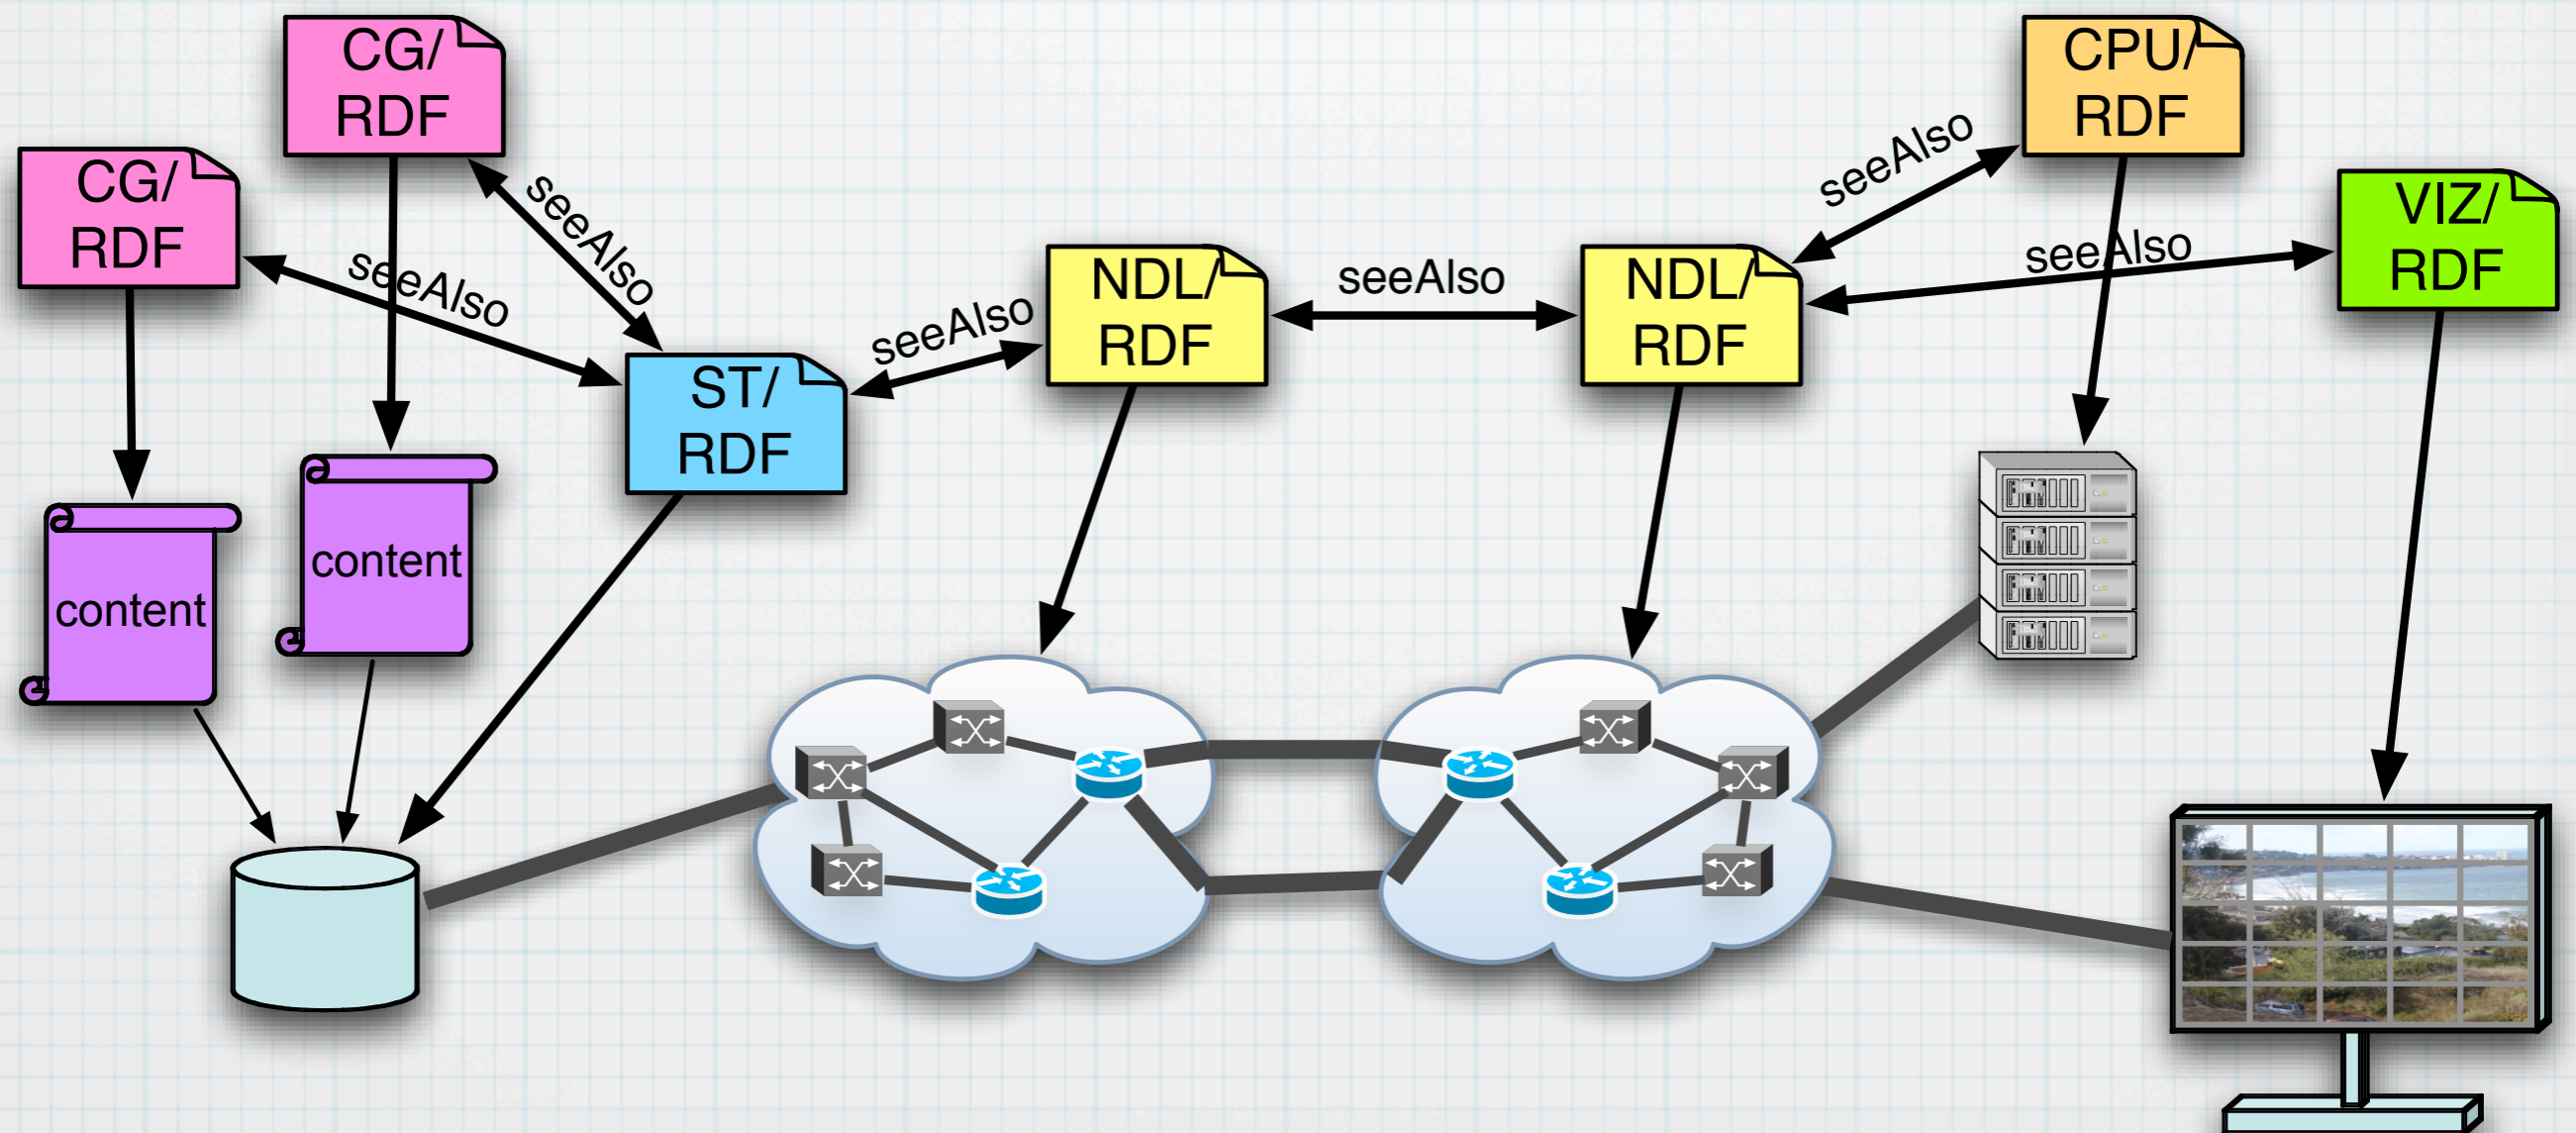 CG/
RDF
CG/
RDF
seeAlso
seeAlso
ST/
RDF
seeAlso
NDL/
RDF
seeAlso
NDL/
RDF
seeAlso
CPU/
RDF
seeAlso
VIZ/
RDF
content
content